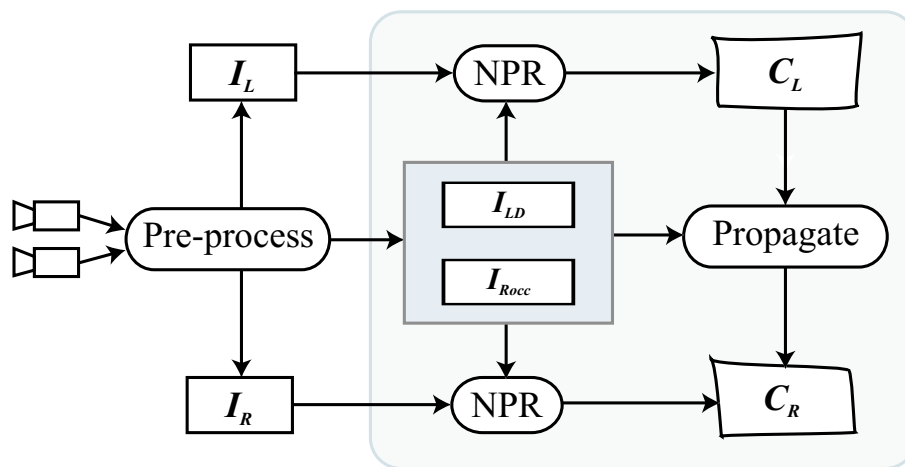 I_L
NPR
C_L
I_LD
Pre-process
Propagate
I_Rocc
I_R
NPR
C_R